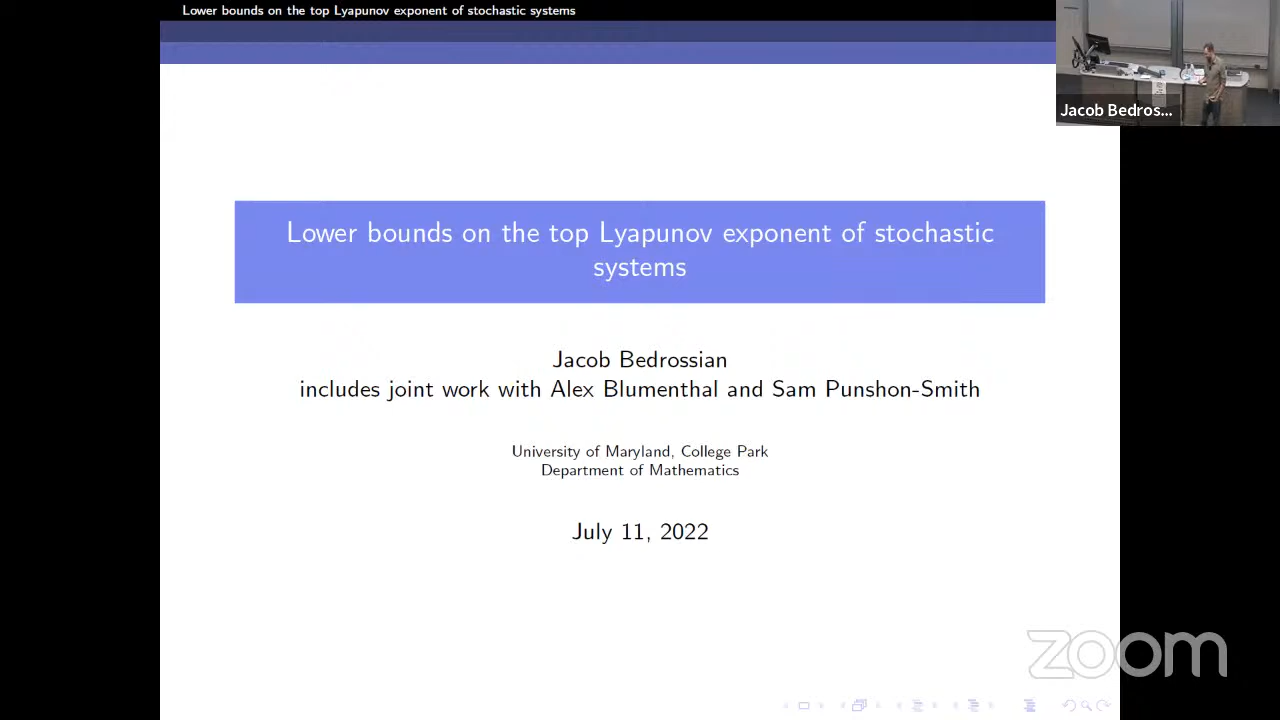 Lower bounds on the top Lyapunov exponent of stochastic systems
Jacob Bedros...
Lower bounds on the top Lyapunov exponent of stochastic
systems
Jacob Bedrossian
includes joint work with Alex Blumenthal and Sam Punshon-Smith
University of Maryland, College Park
Department of Mathematics
July 11, 2022
zoom